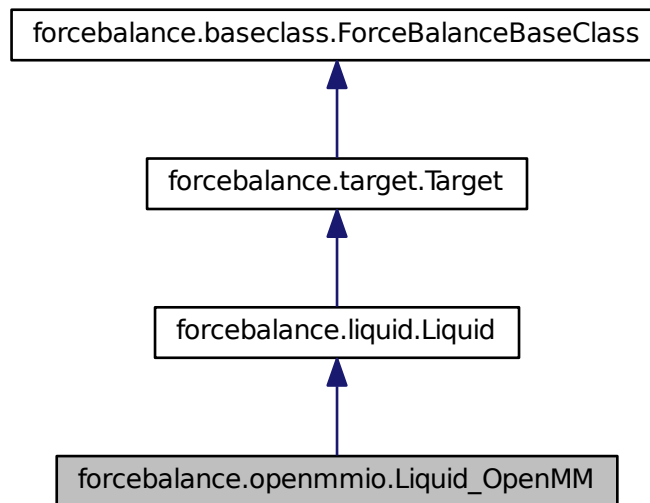 forcebalance.baseclass.ForceBalanceBaseClass
forcebalance.target.Target
forcebalance.liquid.Liquid
forcebalance.openmmio.Liquid_OpenMM